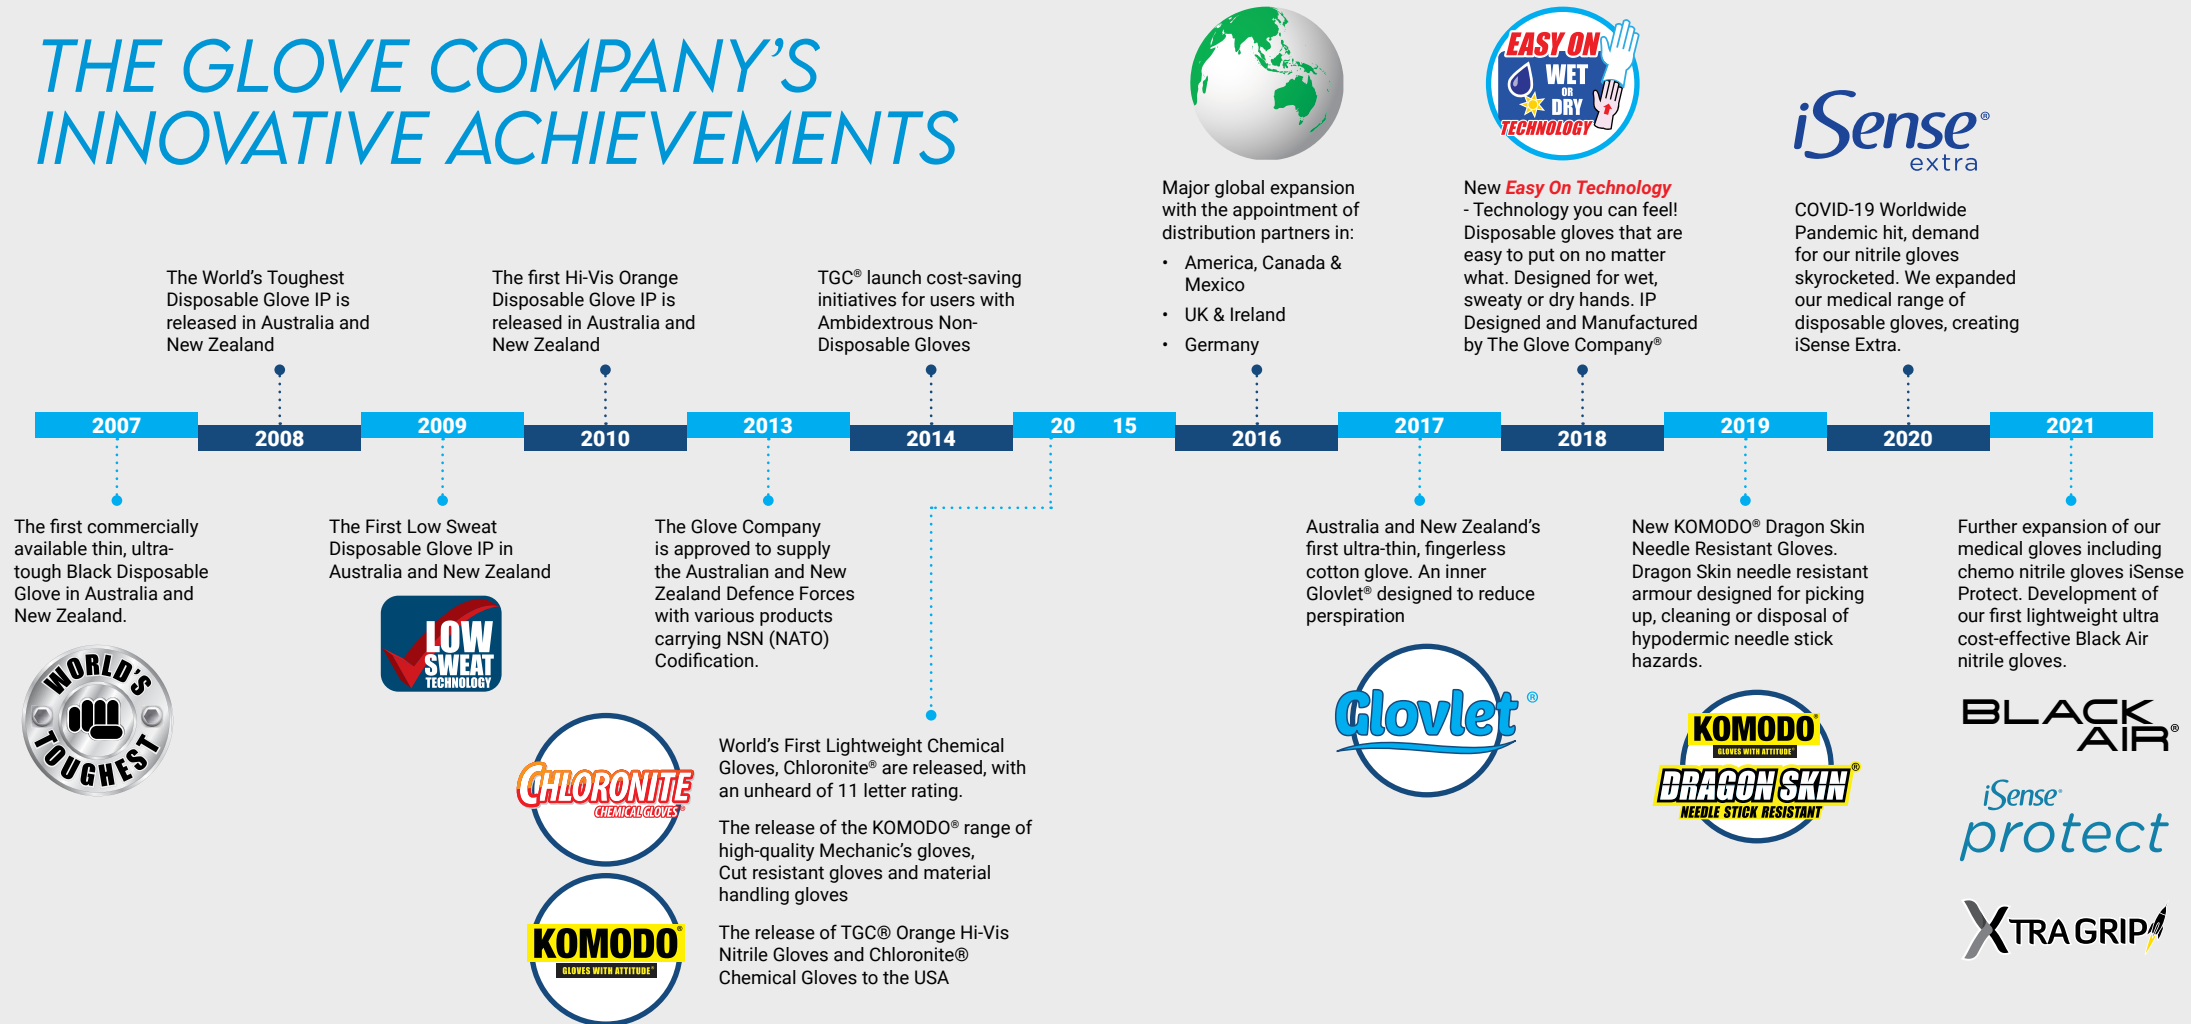 THE GLOVE COMPANY'S
INNOVATIVE ACHIEVEMENTS
The World's Toughest
Disposable Glove IP is
released in Australia and
New Zealand
The first Hi-Vis Orange
Disposable Glove IP is
released in Australia and
New Zealand
TGC® launch cost-saving
initiatives for users with
Ambidextrous Non-
Disposable Gloves
Major global expansion
with the appointment of
distribution partners in:
• America, Canada &
Mexico
• UK & Ireland
• Germany
EASY ON
WET
OR
DRY
TECHNOLOGY
New Easy On Technology
- Technology you can feel!
Disposable gloves that are
easy to put on no matter
what. Designed for wet,
sweaty or dry hands. IP
Designed and Manufactured
by The Glove Company®
iSense®
extra
COVID-19 Worldwide
Pandemic hit, demand
for our nitrile gloves
skyrocketed. We expanded
our medical range of
disposable gloves, creating
iSense Extra.
2007
2008
2009
2010
2013
2014
20 15
2016
2017
2018
2019
2020
2021
The first commercially
available thin, ultra-
tough Black Disposable
Glove in Australia and
New Zealand.
WORLD'S
TOUGHEST
The First Low Sweat
Disposable Glove IP in
Australia and New Zealand
LOW
SWEAT
TECHNOLOGY
The Glove Company
is approved to supply
the Australian and New
Zealand Defence Forces
with various products
carrying NSN (NATO)
Codification.
CHLORONITE
CHEMICAL GLOVES®
KOMODO®
GLOVES WITH ATTITUDE®
World's First Lightweight Chemical
Gloves, Chloronite® are released, with
an unheard of 11 letter rating.
The release of the KOMODO® range of
high-quality Mechanic's gloves,
Cut resistant gloves and material
handling gloves
The release of TGC® Orange Hi-Vis
Nitrile Gloves and Chloronite®
Chemical Gloves to the USA
Australia and New Zealand's
first ultra-thin, fingerless
cotton glove. An inner
Glovlet® designed to reduce
perspiration
Glovlet®
New KOMODO® Dragon Skin
Needle Resistant Gloves.
Dragon Skin needle resistant
armour designed for picking
up, cleaning or disposal of
hypodermic needle stick
hazards.
KOMODO®
GLOVES WITH ATTITUDE®
DRAGON SKIN®
NEEDLE STICK RESISTANT
Further expansion of our
medical gloves including
chemo nitrile gloves iSense
Protect. Development of
our first lightweight ultra
cost-effective Black Air
nitrile gloves.
BLACK
AIR®
iSense®
protect
XTRA GRIP